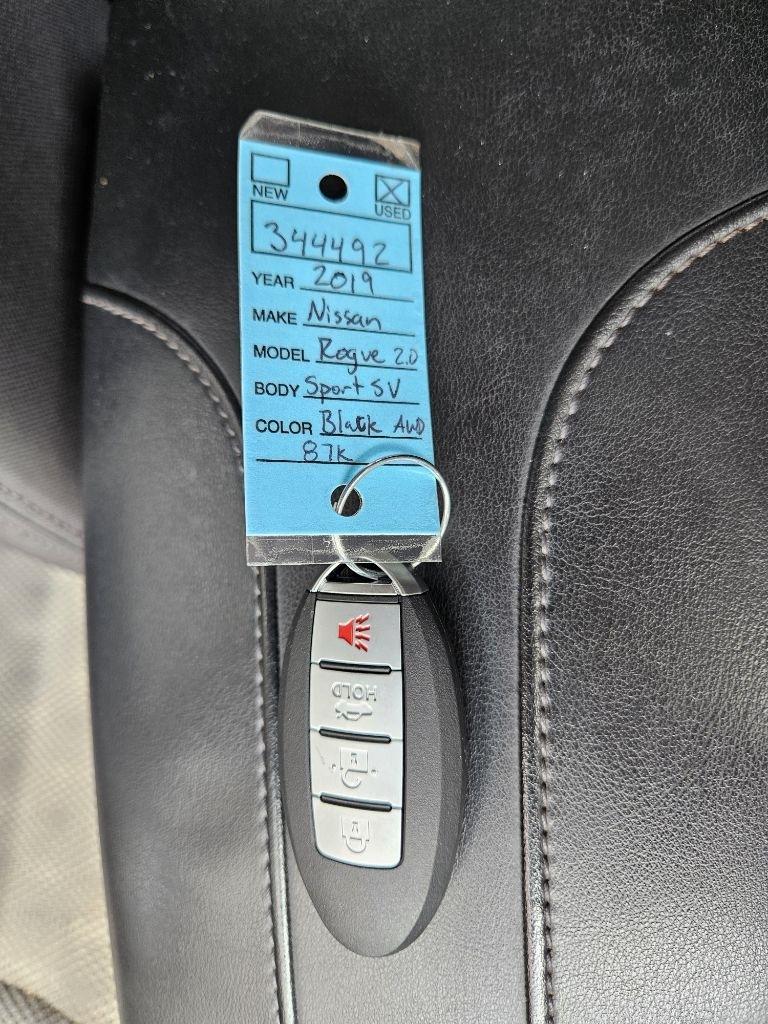 NEW USED
344492
YEAR 2019
MAKE Nissan
MODEL Rogue 2.0
BODY Sport SV
COLOR Black AWD
87K
HOLD